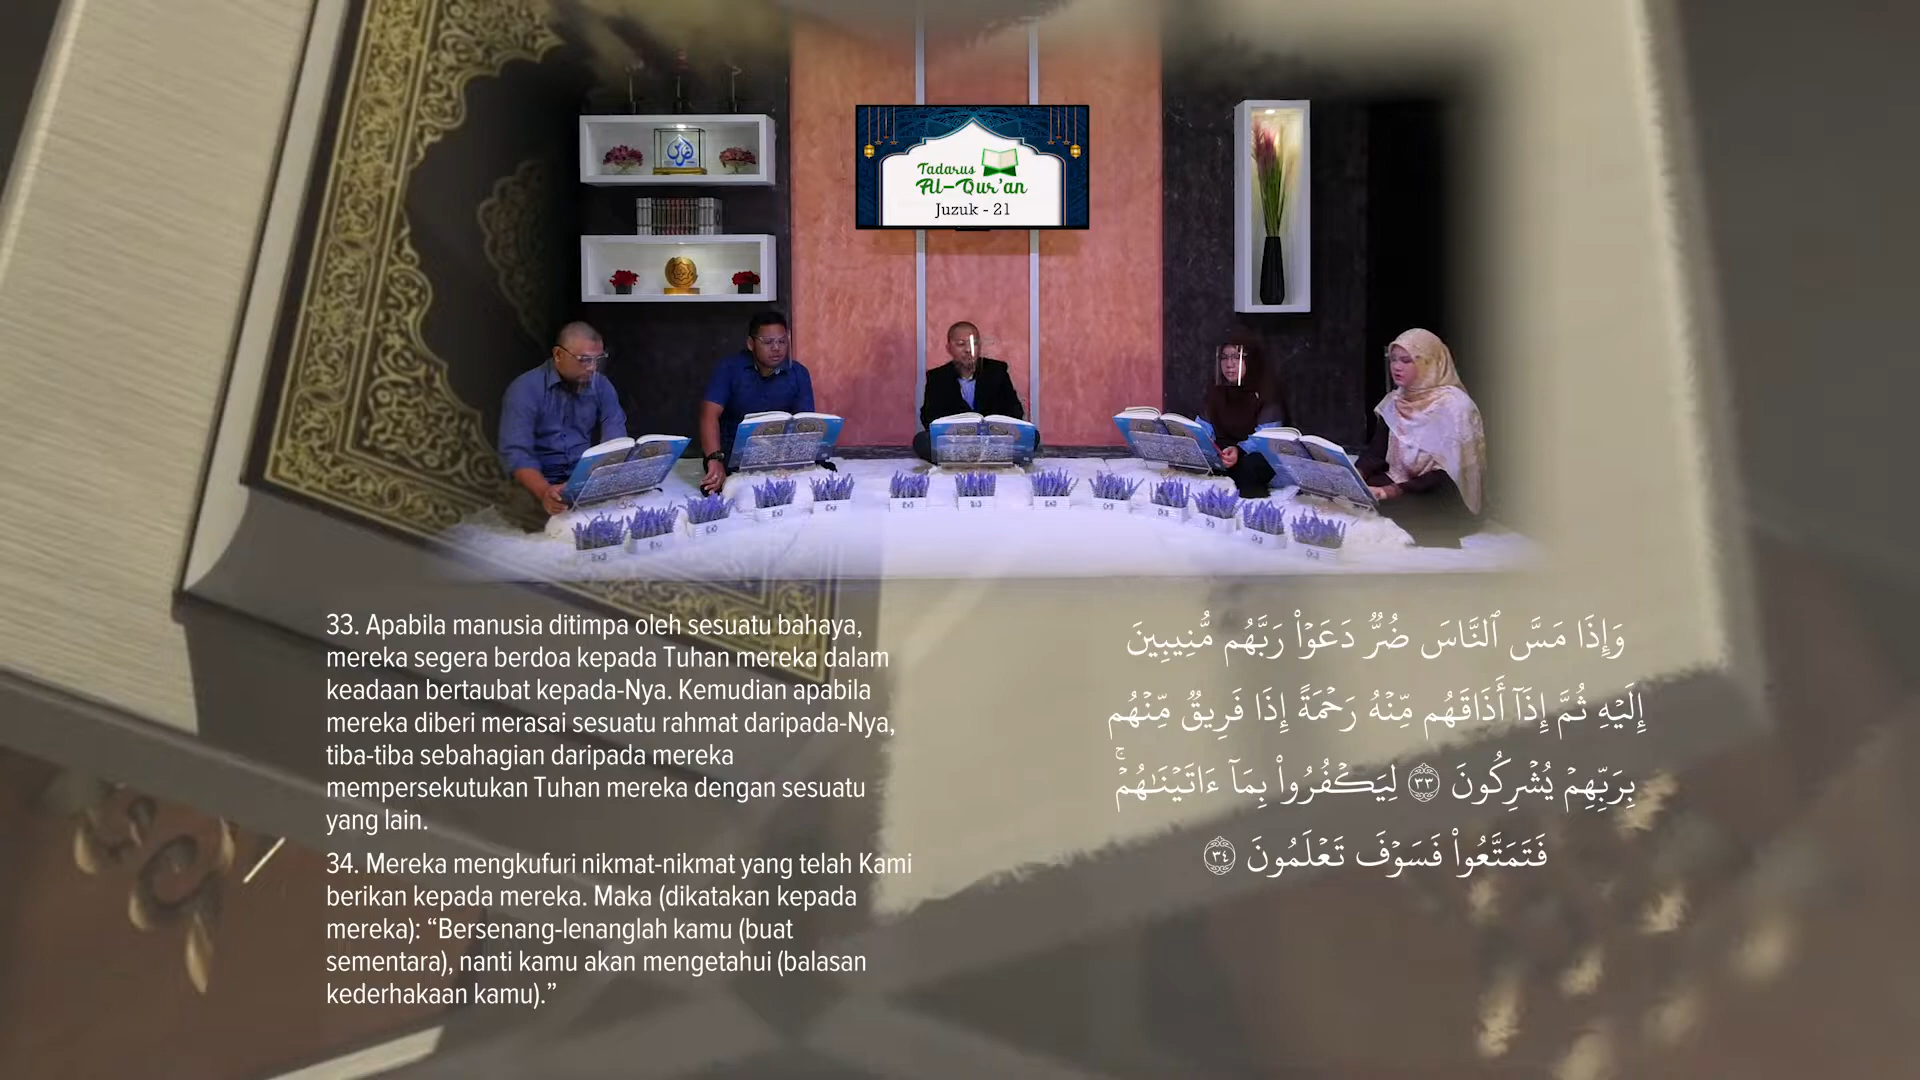 Tadarus
Al-Qur'an
Juzuk - 21
33. Apabila manusia ditimpa oleh sesuatu bahaya,
mereka segera berdoa kepada Tuhan mereka dalam
keadaan bertaubat kepada-Nya. Kemudian apabila
mereka diberi merasai sesuatu rahmat daripada-Nya,
tiba-tiba sebahagian daripada mereka
mempersekutukan Tuhan mereka dengan sesuatu
yang lain.
34. Mereka mengkufuri nikmat-nikmat yang telah Kami
berikan kepada mereka. Maka (dikatakan kepada
mereka): “Bersenang-lenanglah kamu (buat
sementara), nanti kamu akan mengetahui (balasan
kederhakaan kamu).”
وَإِذَا مَسَّ ٱلنَّاسَ ضُرٌّ دَعَوْا۟ رَبَّهُم مُّنِيبِينَ
إِلَيْهِ ثُمَّ إِذَآ أَذَاقَهُم مِّنْهُ رَحْمَةً إِذَا فَرِيقٌ مِّنْهُم
بِرَبِّهِمْ يُشْرِكُونَ ٣٣ لِيَكْفُرُوا۟ بِمَآ ءَاتَيْنَـٰهُمْ ۚ
فَتَمَتَّعُوا۟ فَسَوْفَ تَعْلَمُونَ ٣٤